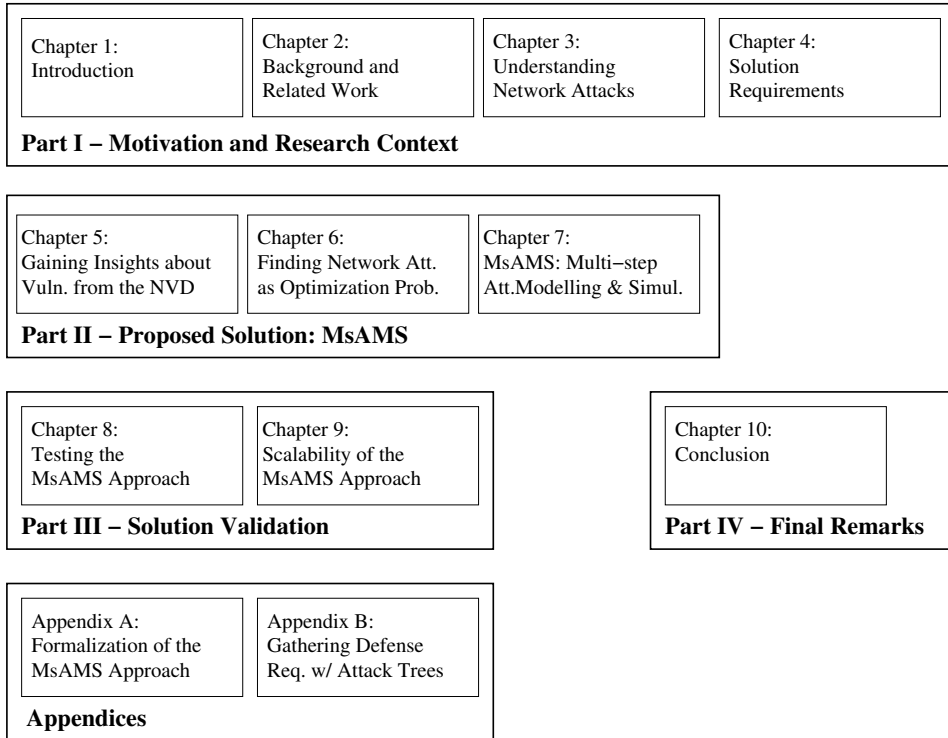 Chapter 1:
Introduction
Chapter 2:
Background and
Related Work
Chapter 3:
Understanding
Network Attacks
Chapter 4:
Solution
Requirements
Part I − Motivation and Research Context
Chapter 5:
Gaining Insights about
Vuln. from the NVD
Chapter 6:
Finding Network Att.
as Optimization Prob.
Chapter 7:
MsAMS: Multi−step
Att.Modelling & Simul.
Part II − Proposed Solution: MsAMS
Chapter 8:
Testing the
MsAMS Approach
Chapter 9:
Scalability of the
MsAMS Approach
Part III − Solution Validation
Chapter 10:
Conclusion
Part IV − Final Remarks
Appendix A:
Formalization of the
MsAMS Approach
Appendix B:
Gathering Defense
Req. w/ Attack Trees
Appendices